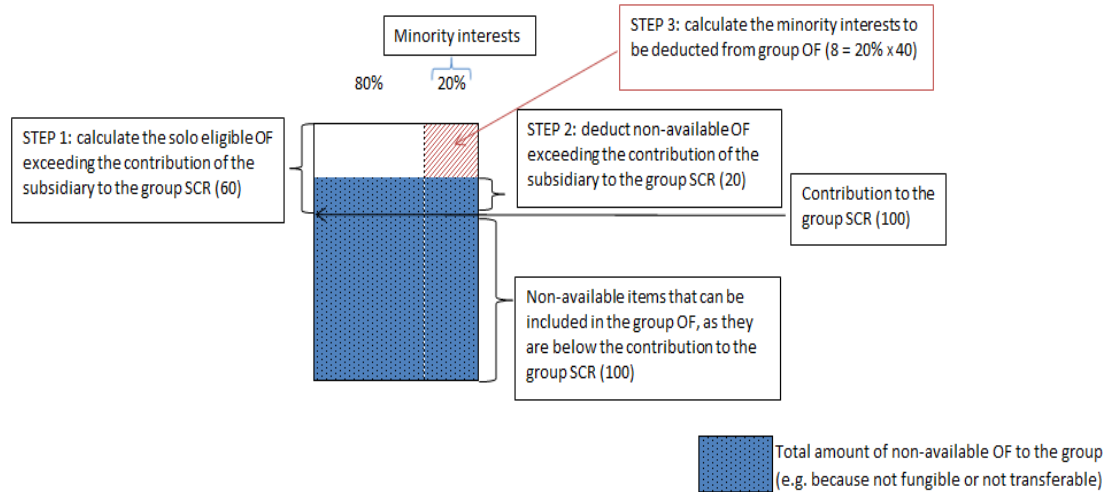 Minority interests
80%
20%
STEP 3: calculate the minority interests to
be deducted from group OF (8 = 20% x 40)
STEP 1: calculate the solo eligible OF
exceeding the contribution of the
subsidiary to the group SCR (60)
STEP 2: deduct non-available OF
exceeding the contribution of the
subsidiary to the group SCR (20)
Contribution to the
group SCR (100)
Non-available items that can be
included in the group OF, as they
are below the contribution to the
group SCR (100)
Total amount of non-available OF to the group
(e.g. because not fungible or not transferable)